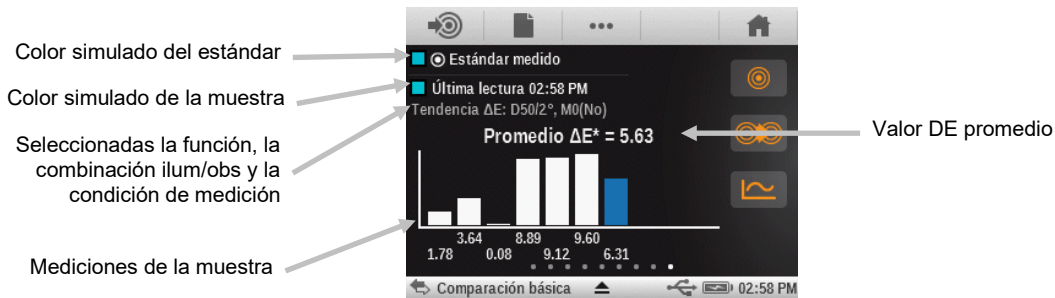 Color simulado del estándar
Color simulado de la muestra
Seleccionadas la función, la
combinación ilum/obs y la
condición de medición
Mediciones de la muestra
Estándar medido
Última lectura 02:58 PM
Tendencia ΔE: D50/2°, M0(No)
Promedio ΔE* = 5.63
3.64 8.89 9.60
1.78 0.08 9.12 6.31
Comparación básica
02:58 PM
Valor DE promedio